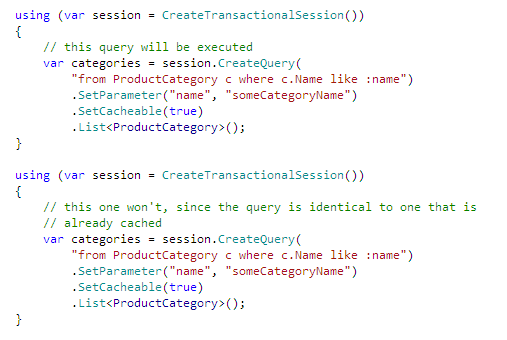 using (var session = CreateTransactionalSession())
{
    // this query will be executed
    var categories = session.CreateQuery(
        "from ProductCategory c where c.Name like :name")
        .SetParameter("name", "someCategoryName")
        .SetCacheable(true)
        .List<ProductCategory>();
}
using (var session = CreateTransactionalSession())
{
    // this one won't, since the query is identical to one that is
    // already cached
    var categories = session.CreateQuery(
        "from ProductCategory c where c.Name like :name")
        .SetParameter("name", "someCategoryName")
        .SetCacheable(true)
        .List<ProductCategory>();
}